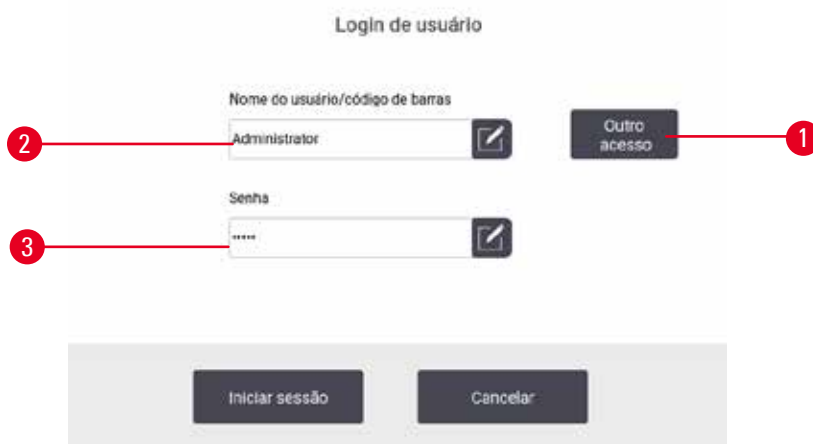 Login de usuário
Nome do usuário/código de barras
2
Administrator
Outro
acesso
1
Senha
3
•••••
Iniciar sessão
Cancelar